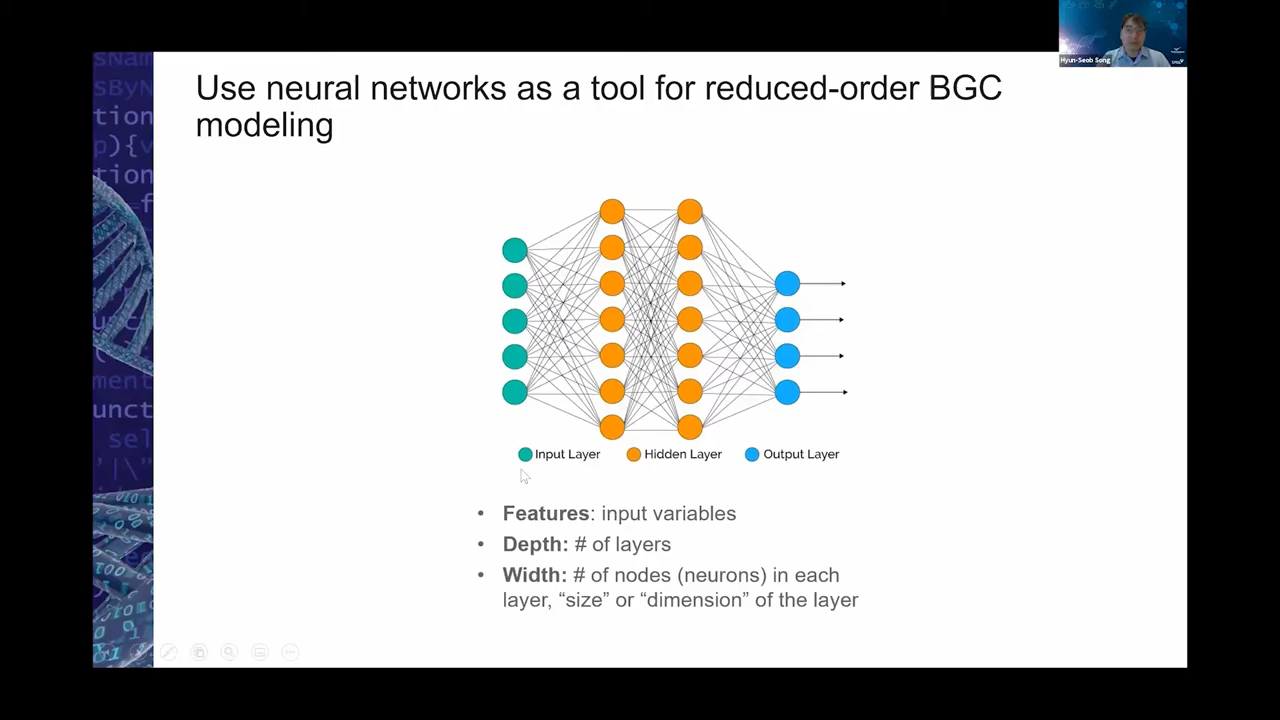 Hyun-Seob Song
Use neural networks as a tool for reduced-order BGC
modeling
Input Layer
Hidden Layer
Output Layer
• Features: input variables
• Depth: # of layers
• Width: # of nodes (neurons) in each
layer, “size” or “dimension” of the layer